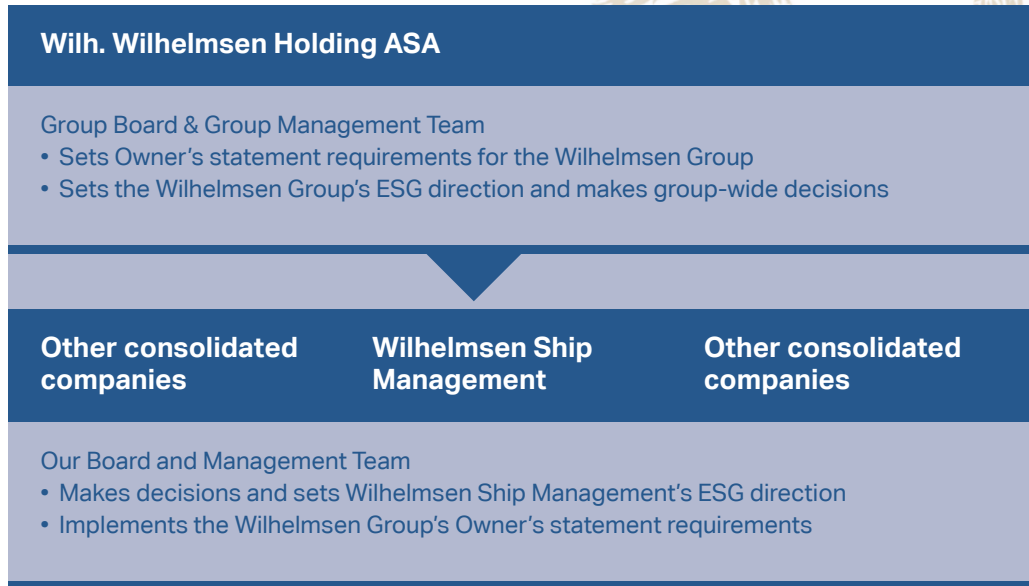 Wilh. Wilhelmsen Holding ASA
Group Board & Group Management Team
• Sets Owner's statement requirements for the Wilhelmsen Group
• Sets the Wilhelmsen Group's ESG direction and makes group-wide decisions
Other consolidated
companies
Wilhelmsen Ship
Management
Other consolidated
companies
Our Board and Management Team
• Makes decisions and sets Wilhelmsen Ship Management's ESG direction
• Implements the Wilhelmsen Group's Owner's statement requirements